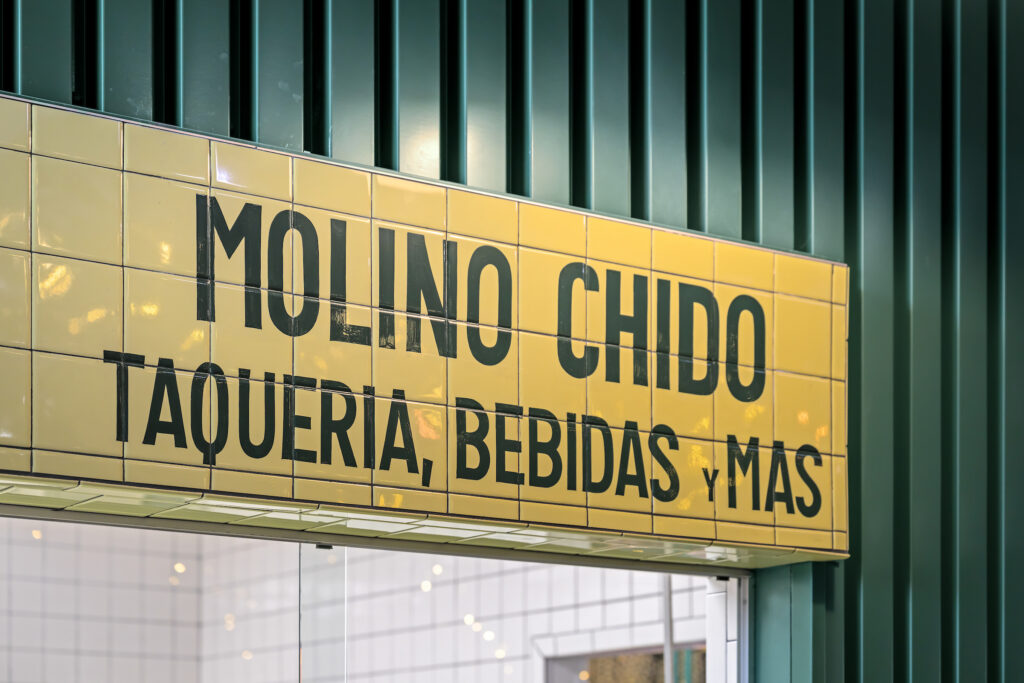 MOLINO CHIDO
TAQUERIA, BEBIDAS Y MAS